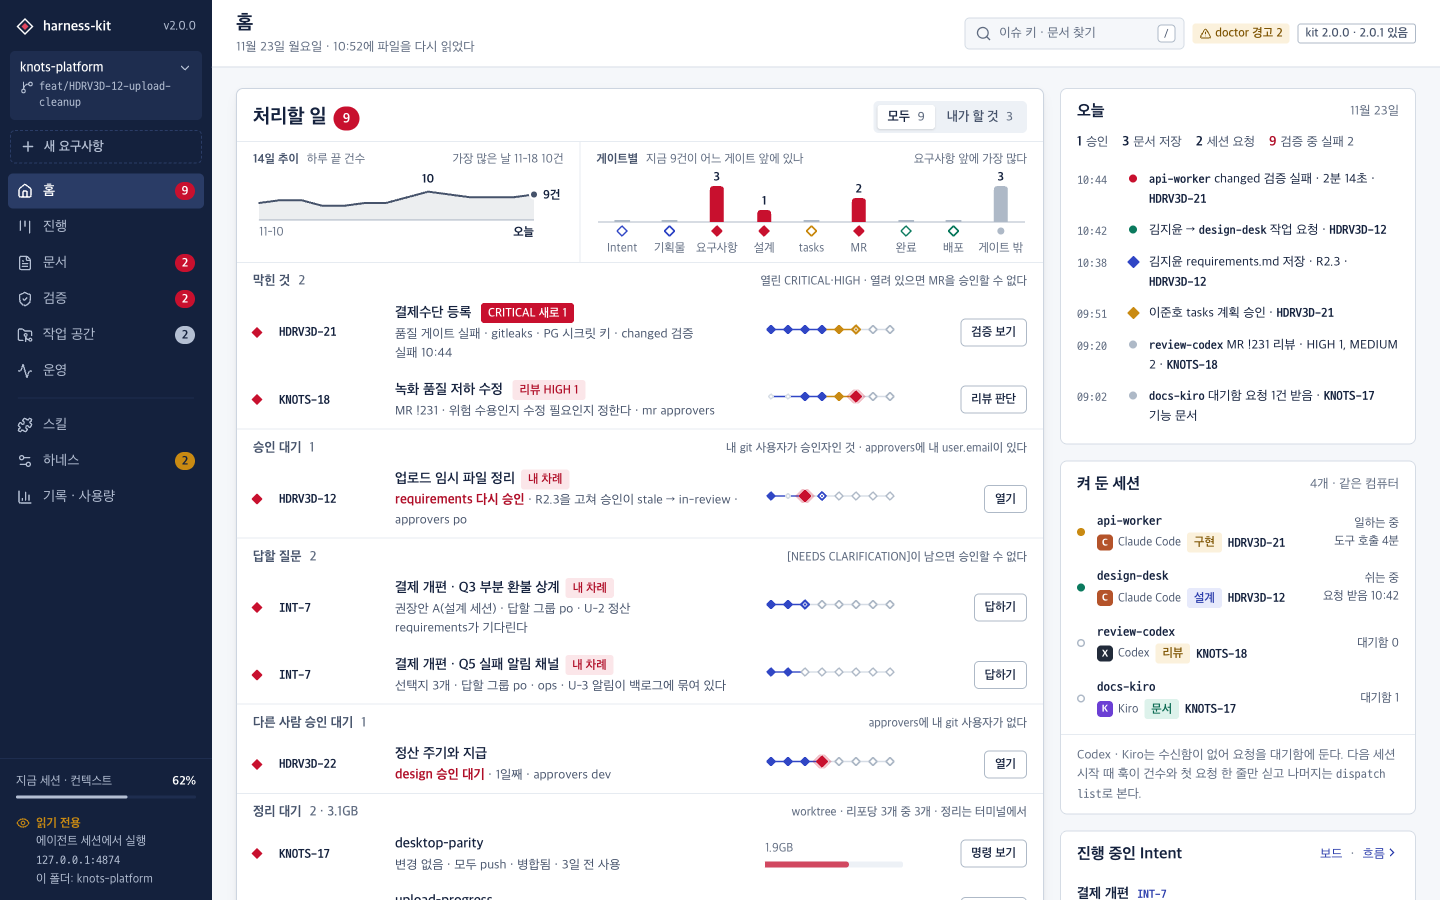 harness-kit v2.0.0
knots-platform
feat/HDRV3D-12-upload-
cleanup
새 요구사항
홈 9
진행
문서 2
검증 2
작업 공간 2
운영
스킬
하네스 2
기록 · 사용량
지금 세션 · 컨텍스트 62%
읽기 전용
에이전트 세션에서 실행
127.0.0.1:4874
이 폴더: knots-platform
홈
11월 23일 월요일 · 10:52에 파일을 다시 읽었다
이슈 키 · 문서 찾기 /
doctor 경고 2
kit 2.0.0 · 2.0.1 있음
처리할 일 9
모두 9 내가 할 것 3
14일 추이 하루 끝 건수 가장 많은 날 11-18 10건
10
9건
11-10 오늘
게이트별 지금 9건이 어느 게이트 앞에 있나 요구사항 앞에 가장 많다
3 1 2 3
Intent 기획물 요구사항 설계 tasks MR 완료 배포 게이트 밖
막힌 것 2 열린 CRITICAL·HIGH · 열려 있으면 MR을 승인할 수 없다
HDRV3D-21
결제수단 등록 CRITICAL 새로 1
품질 게이트 실패 · gitleaks · PG 시크릿 키 · changed 검증
실패 10:44
검증 보기
KNOTS-18
녹화 품질 저하 수정 리뷰 HIGH 1
MR !231 · 위험 수용인지 수정 필요인지 정한다 · mr approvers
리뷰 판단
승인 대기 1 내 git 사용자가 승인자인 것 · approvers에 내 user.email이 있다
HDRV3D-12
업로드 임시 파일 정리 내 차례
requirements 다시 승인 · R2.3을 고쳐 승인이 stale → in-review ·
approvers po
열기
답할 질문 2 [NEEDS CLARIFICATION]이 남으면 승인할 수 없다
INT-7
결제 개편 · Q3 부분 환불 상계 내 차례
권장안 A(설계 세션) · 답할 그룹 po · U-2 정산
requirements가 기다린다
답하기
INT-7
결제 개편 · Q5 실패 알림 채널 내 차례
선택지 3개 · 답할 그룹 po · ops · U-3 알림이 백로그에 묶여 있다
답하기
다른 사람 승인 대기 1 approvers에 내 git 사용자가 없다
HDRV3D-22
정산 주기와 지급
design 승인 대기 · 1일째 · approvers dev
열기
정리 대기 2 · 3.1GB worktree · 리포당 3개 중 3개 · 정리는 터미널에서
KNOTS-17
desktop-parity
변경 없음 · 모두 push · 병합됨 · 3일 전 사용
1.9GB
명령 보기
upload-progress
오늘 11월 23일
1 승인 3 문서 저장 2 세션 요청 9 검증 중 실패 2
10:44 api-worker changed 검증 실패 · 2분 14초 ·
HDRV3D-21
10:42 김지윤 → design-desk 작업 요청 · HDRV3D-12
10:38 김지윤 requirements.md 저장 · R2.3 ·
HDRV3D-12
09:51 이준호 tasks 계획 승인 · HDRV3D-21
09:20 review-codex MR !231 리뷰 · HIGH 1, MEDIUM
2 · KNOTS-18
09:02 docs-kiro 대기함 요청 1건 받음 · KNOTS-17
기능 문서
켜 둔 세션 4개 · 같은 컴퓨터
api-worker 일하는 중
C Claude Code 구현 HDRV3D-21 도구 호출 4분
design-desk 쉬는 중
C Claude Code 설계 HDRV3D-12 요청 받음 10:42
review-codex 대기함 0
X Codex 리뷰 KNOTS-18
docs-kiro 대기함 1
K Kiro 문서 KNOTS-17
Codex · Kiro는 수신함이 없어 요청을 대기함에 둔다. 다음 세션
시작 때 훅이 건수와 첫 요청 한 줄만 싣고 나머지는 dispatch
list로 본다.
진행 중인 Intent 보드 · 흐름
결제 개편 INT-7